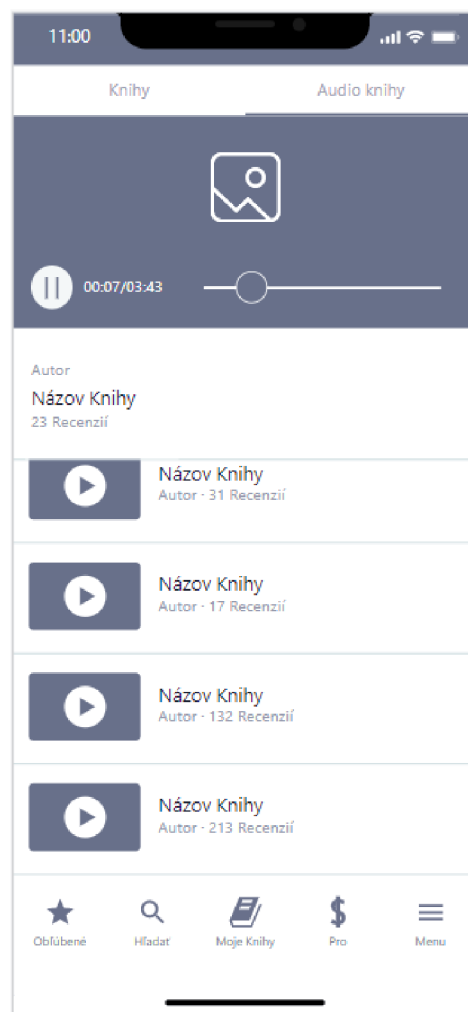 11:00
Knihy
Audio knihy
00:07/03:43
Autor
Názov Knihy
23 Recenzií
Názov Knihy
Autor · 31 Recenzií
Názov Knihy
Autor · 17 Recenzií
Názov Knihy
Autor · 132 Recenzií
Názov Knihy
Autor · 213 Recenzií
Obľúbené
Hľadať
Moje Knihy
Pro
Menu